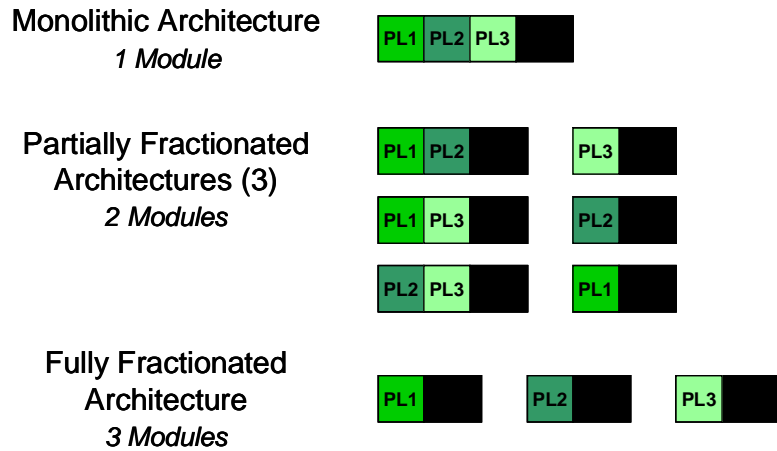 Monolithic Architecture
1 Module
PL1 PL2 PL3
Partially Fractionated
Architectures (3)
2 Modules
PL1 PL2 PL3
PL1 PL3 PL2
PL2 PL3 PL1
Fully Fractionated
Architecture
3 Modules
PL1 PL2 PL3